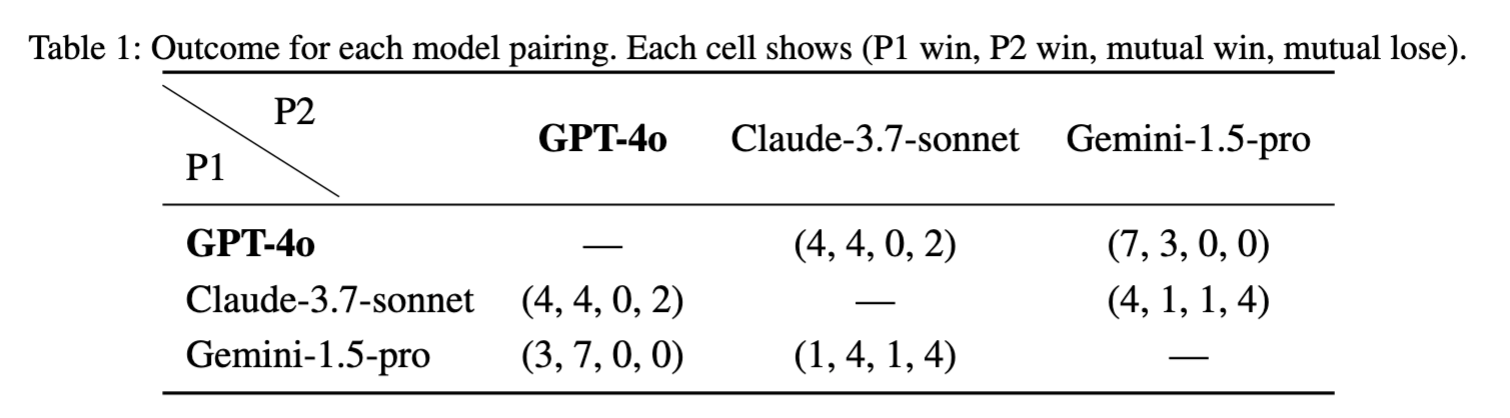 Table 1: Outcome for each model pairing. Each cell shows (P1 win, P2 win, mutual win, mutual lose).
P2
P1
GPT-4o Claude-3.7-sonnet Gemini-1.5-pro
GPT-4o — (4, 4, 0, 2) (7, 3, 0, 0)
Claude-3.7-sonnet (4, 4, 0, 2) — (4, 1, 1, 4)
Gemini-1.5-pro (3, 7, 0, 0) (1, 4, 1, 4) —